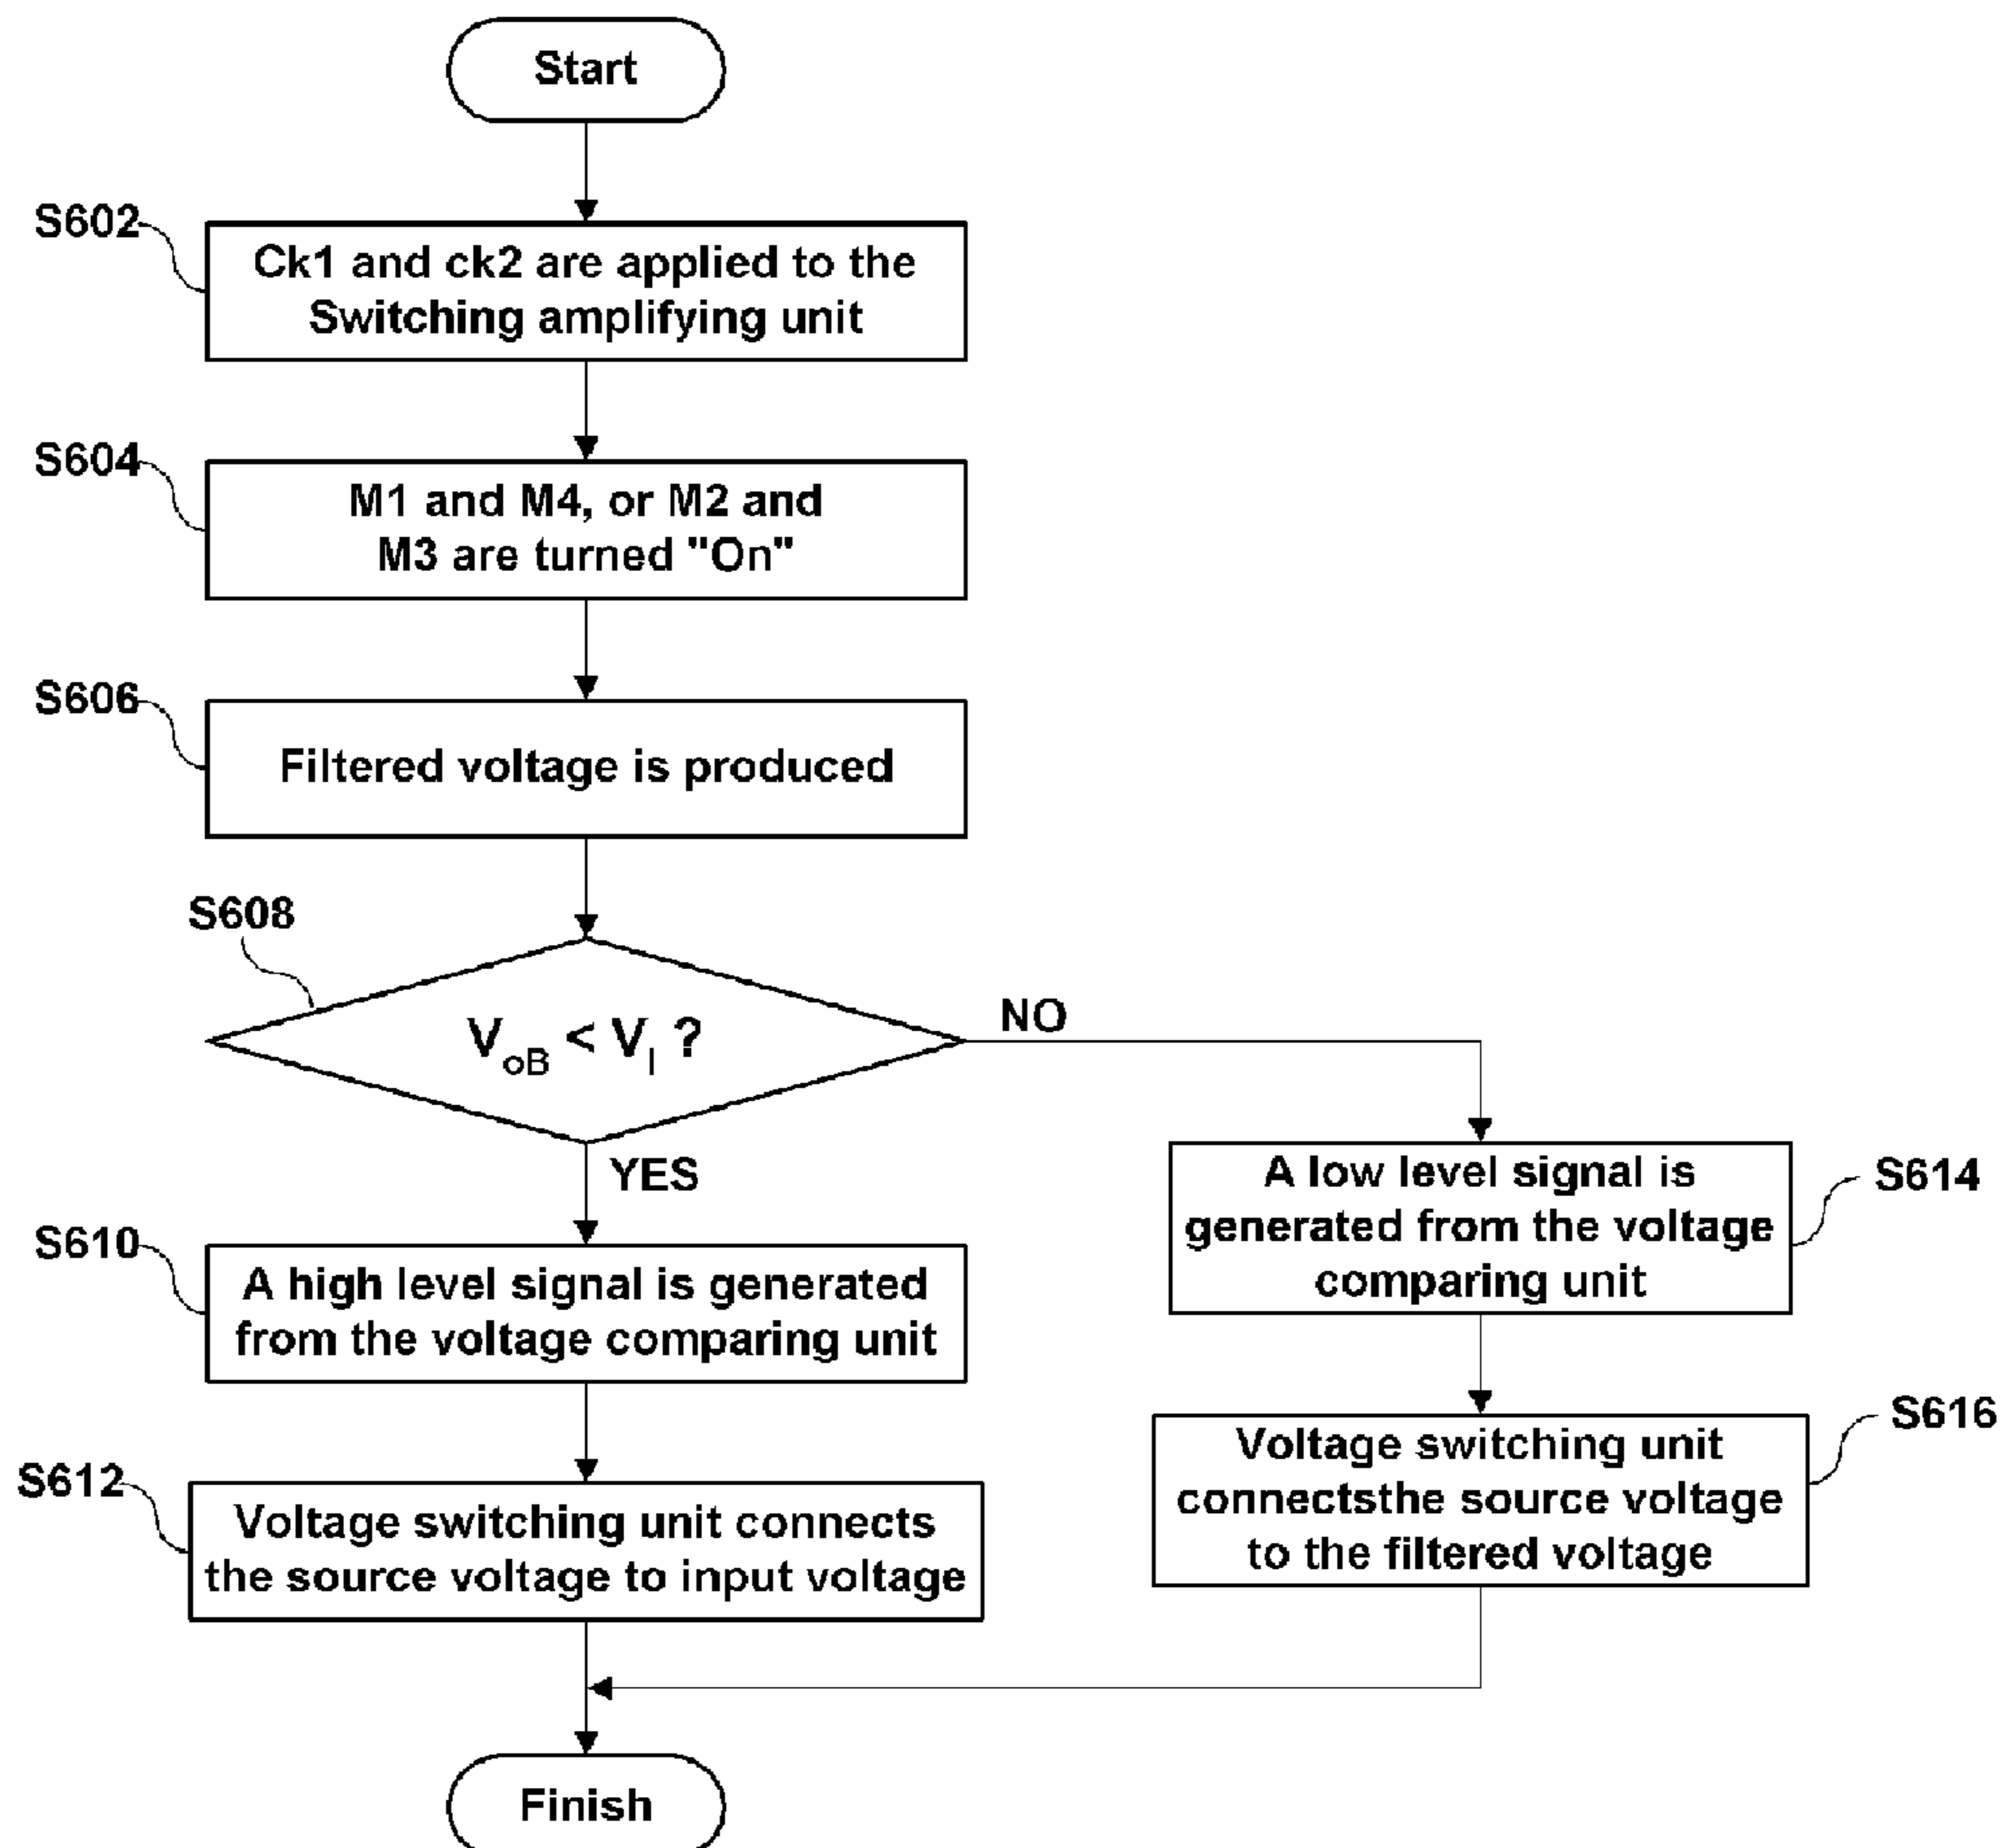 Start
S602
Ck1 and ck2 are applied to the
Switching amplifying unit
S604
M1 and M4, or M2 and
M3 are turned "On"
S606
Filtered voltage is produced
S608
VoB < VI ?
NO
YES
S610
A high level signal is generated
from the voltage comparing unit
S612
Voltage switching unit connects
the source voltage to input voltage
A low level signal is
generated from the voltage
comparing unit
S614
Voltage switching unit
connectsthe source voltage
to the filtered voltage
S616
Finish